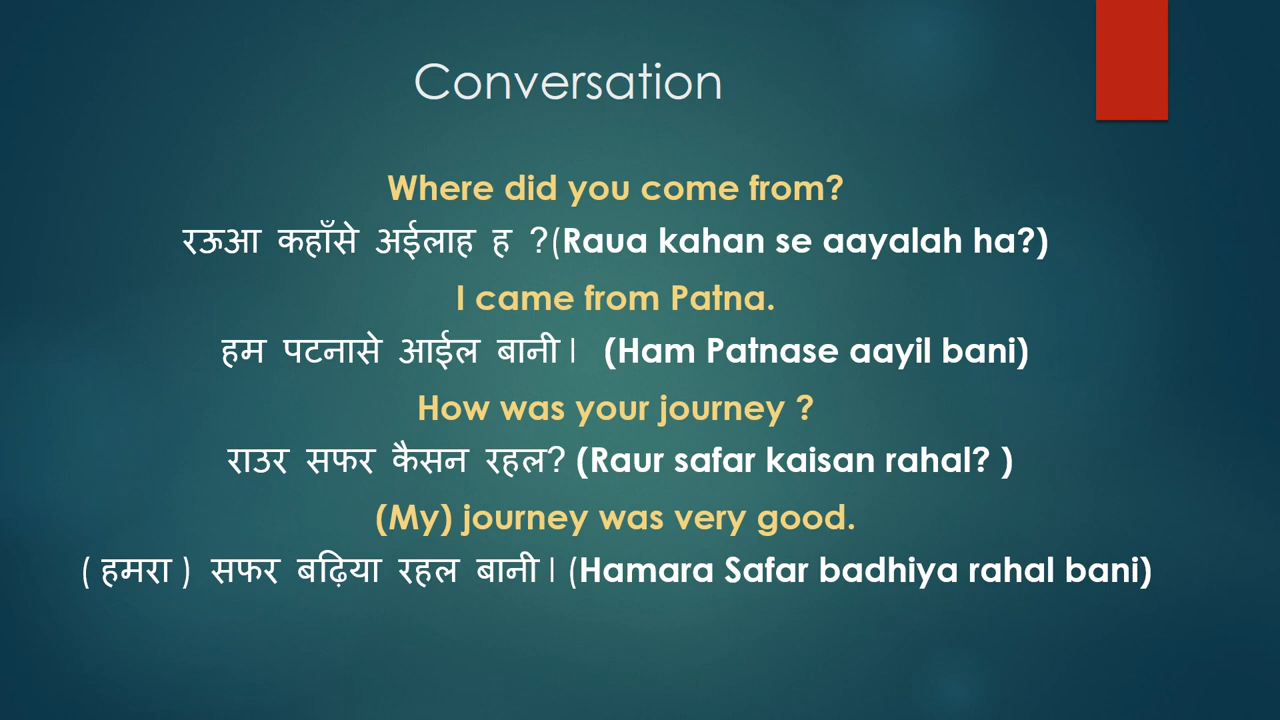 Conversation
Where did you come from?
रऊआ कहाँसे अईलाह ह ?(Raua kahan se aayalah ha?)
I came from Patna.
हम पटनासे आईल बानी। (Ham Patnase aayil bani)
How was your journey ?
राउर सफर कैसन रहल? (Raur safar kaisan rahal? )
(My) journey was very good.
( हमरा ) सफर बढ़िया रहल बानी। (Hamara Safar badhiya rahal bani)